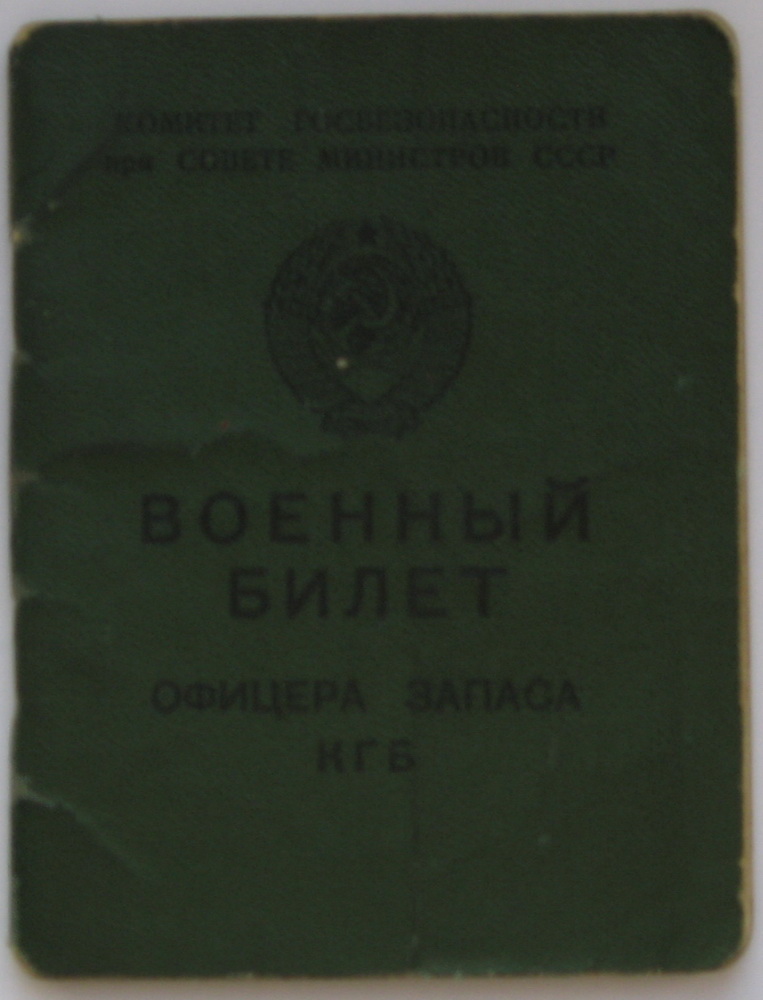 КОМИТЕТ ГОСБЕЗОПАСНОСТИ
при СОВЕТЕ МИНИСТРОВ СССР
ВОЕННЫЙ
БИЛЕТ
ОФИЦЕРА ЗАПАСА
КГБ